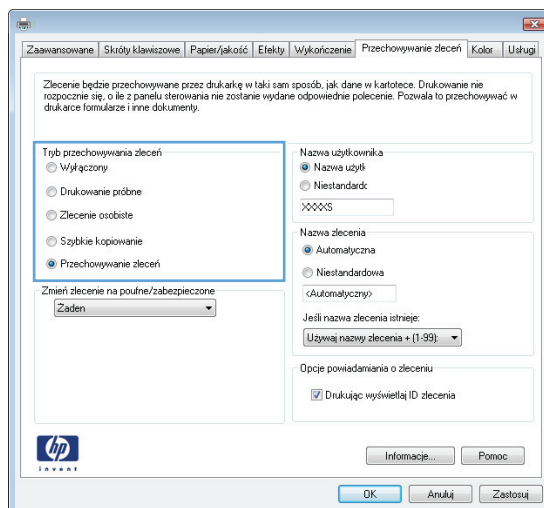 Zaawansowane Skróty klawiszowe Papier/jakość Efekty Wykończenie Przechowywanie zleceń Kolor Usługi
Zlecenie będzie przechowywane przez drukarkę w taki sam sposób, jak dane w kartotece. Drukowanie nie
rozpocznie się, o ile z panelu sterowania nie zostanie wydane odpowiednie polecenie. Pozwala to przechowywać w
drukarce formularze i inne dokumenty.
Tryb przechowywania zleceń
Wyłączony
Drukowanie próbne
Zlecenie osobiste
Szybkie kopiowanie
Przechowywanie zleceń
Zmień zlecenie na poufne/zabezpieczone
Żaden
Nazwa użytkownika
Nazwa użytk
Niestandardc
XXXXS
Nazwa zlecenia
Automatyczna
Niestandardowa
<Automatyczny>
Jeśli nazwa zlecenia istnieje:
Używaj nazwy zlecenia + (1-99):
Opcje powiadamiania o zleceniu
Drukując wyświetlaj ID zlecenia
hp
invent
Informacje... Pomoc
OK Anuluj Zastosuj